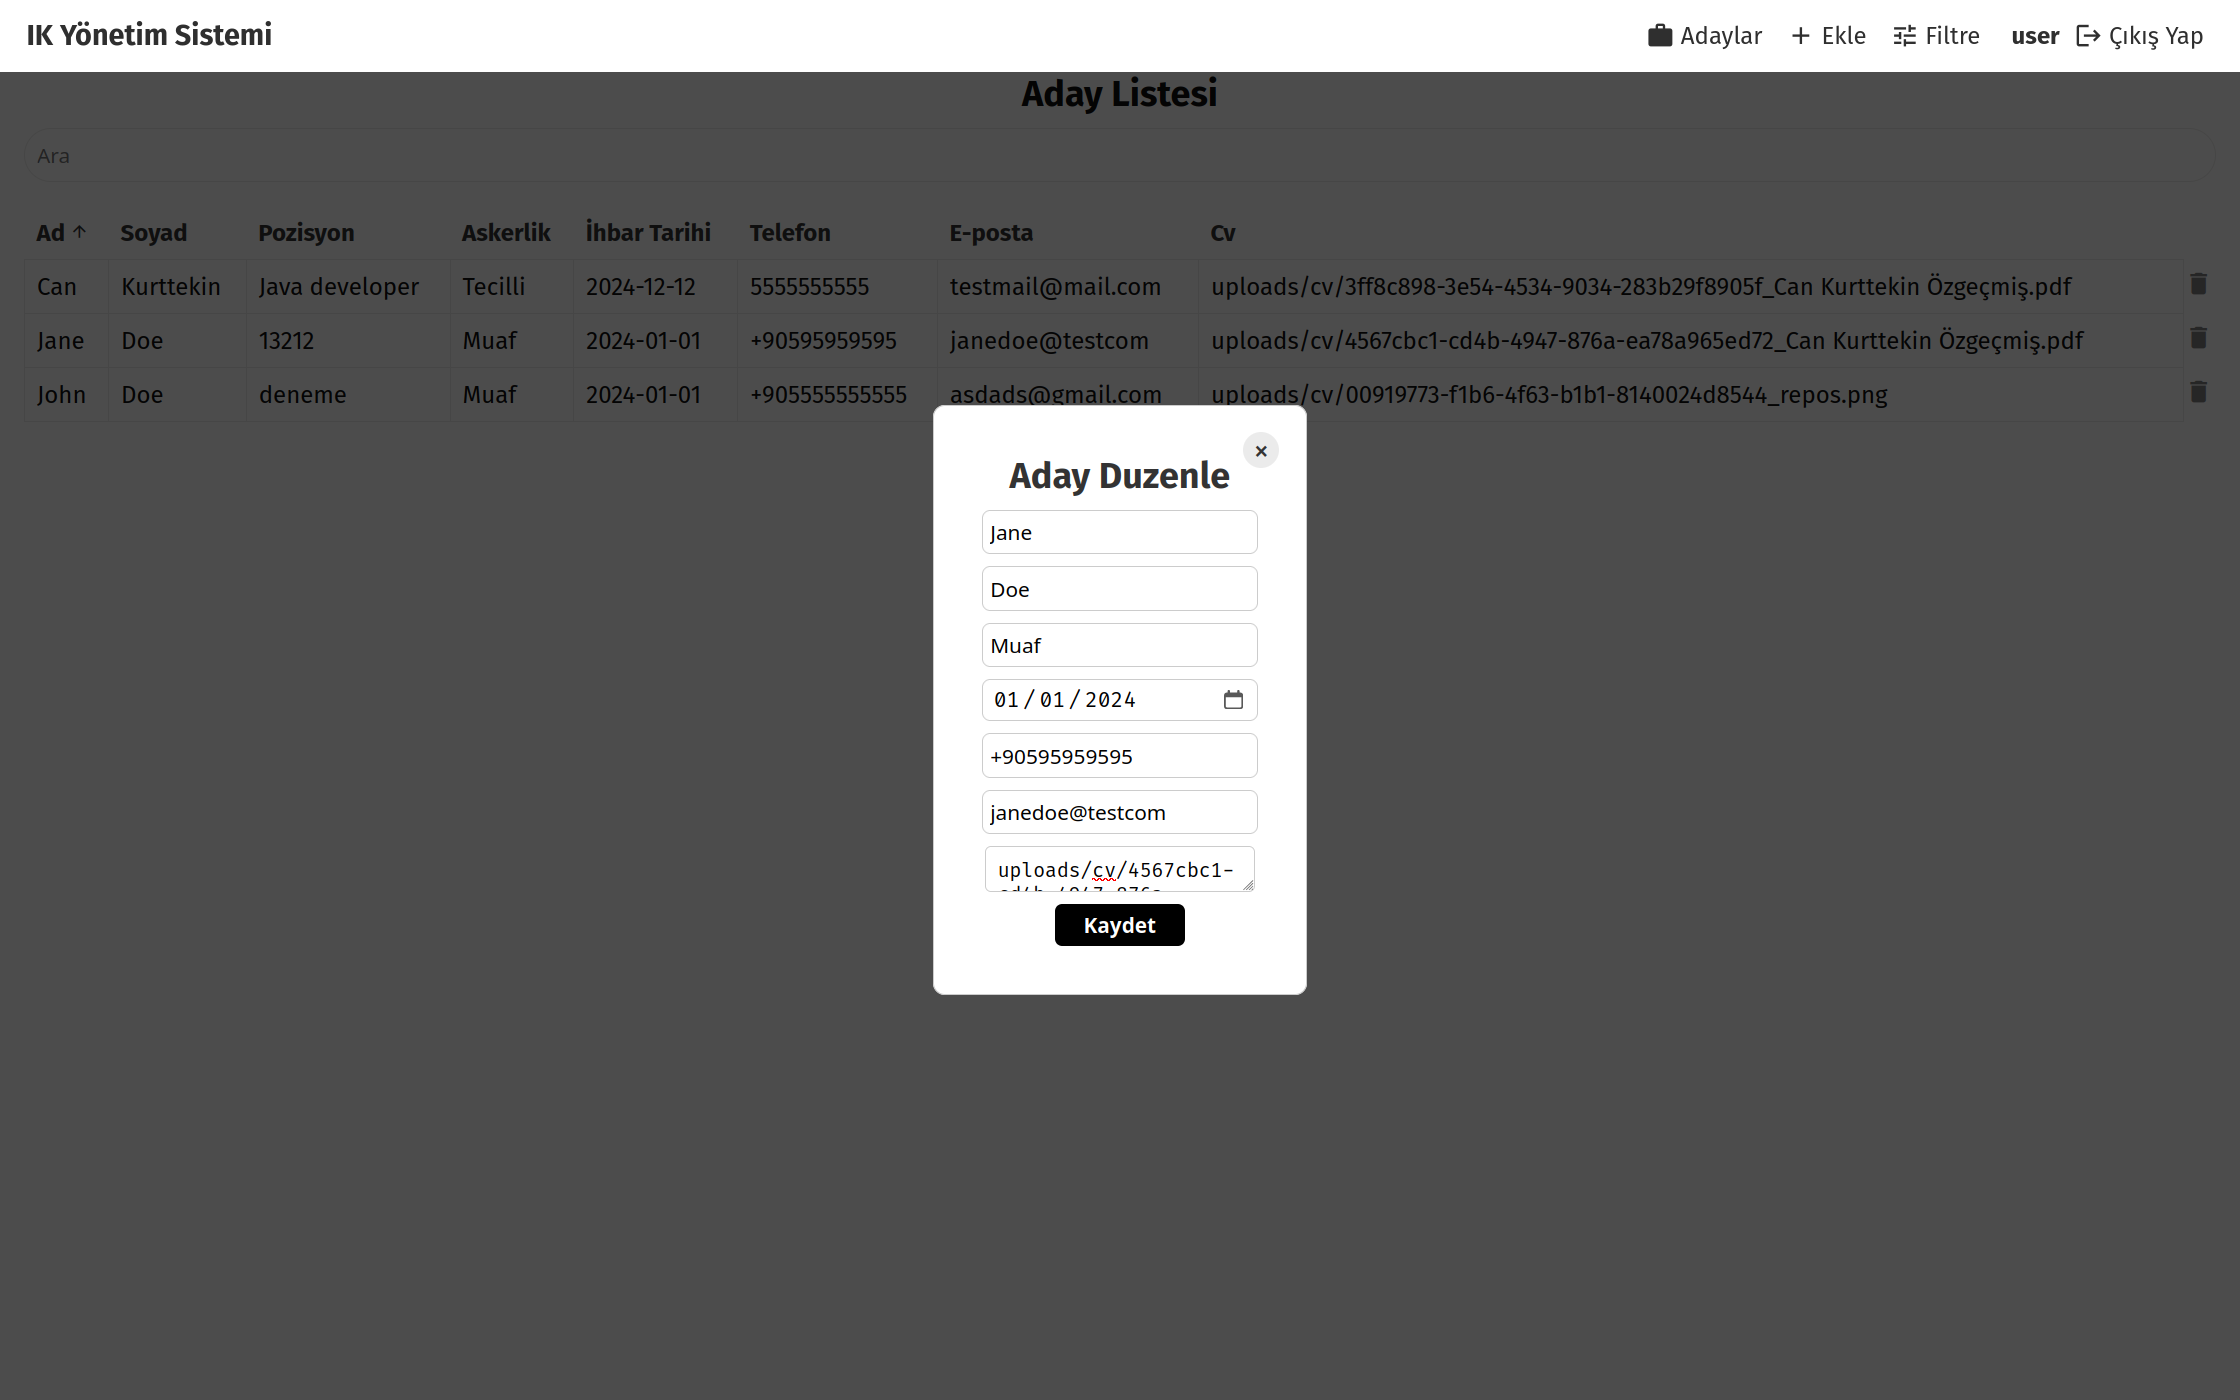 IK Yönetim Sistemi
Adaylar
Ekle
Filtre
user
Çıkış Yap
Aday Listesi
Ara
Ad ↑ Soyad Pozisyon Askerlik İhbar Tarihi Telefon E-posta Cv
Can Kurttekin Java developer Tecilli 2024-12-12 5555555555 testmail@mail.com uploads/cv/3ff8c898-3e54-4534-9034-283b29f8905f_Can Kurttekin Özgeçmiş.pdf
Jane Doe 13212 Muaf 2024-01-01 +90595959595 janedoe@testcom uploads/cv/4567cbc1-cd4b-4947-876a-ea78a965ed72_Can Kurttekin Özgeçmiş.pdf
John Doe deneme Muaf 2024-01-01 +905555555555 asdads@gmail.com uploads/cv/00919773-f1b6-4f63-b1b1-8140024d8544_repos.png
×
Aday Duzenle
Jane
Doe
Muaf
01/01/2024
+90595959595
janedoe@testcom
uploads/cv/4567cbc1-
cd4b-4947-876a-
Kaydet